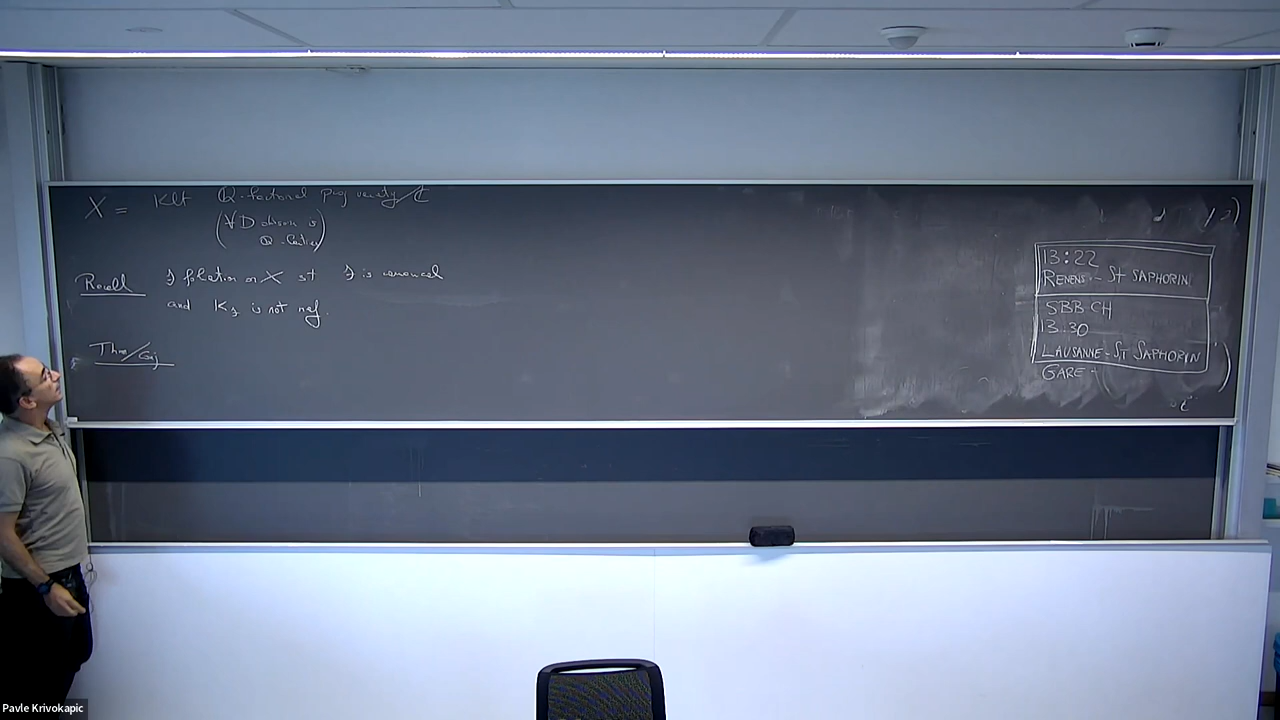 X = Klt Q-factorial proj variety/C
(∀D divisor is
Q-Cartier)
Recall F foliation on X st F is canonical
and K_F is not nef.
Thm/Conj
13:22
RENENS - ST SAPHORIN
SBB CH
13:30
LAUSANNE - ST SAPHORIN
GARE
Pavle Krivokapic